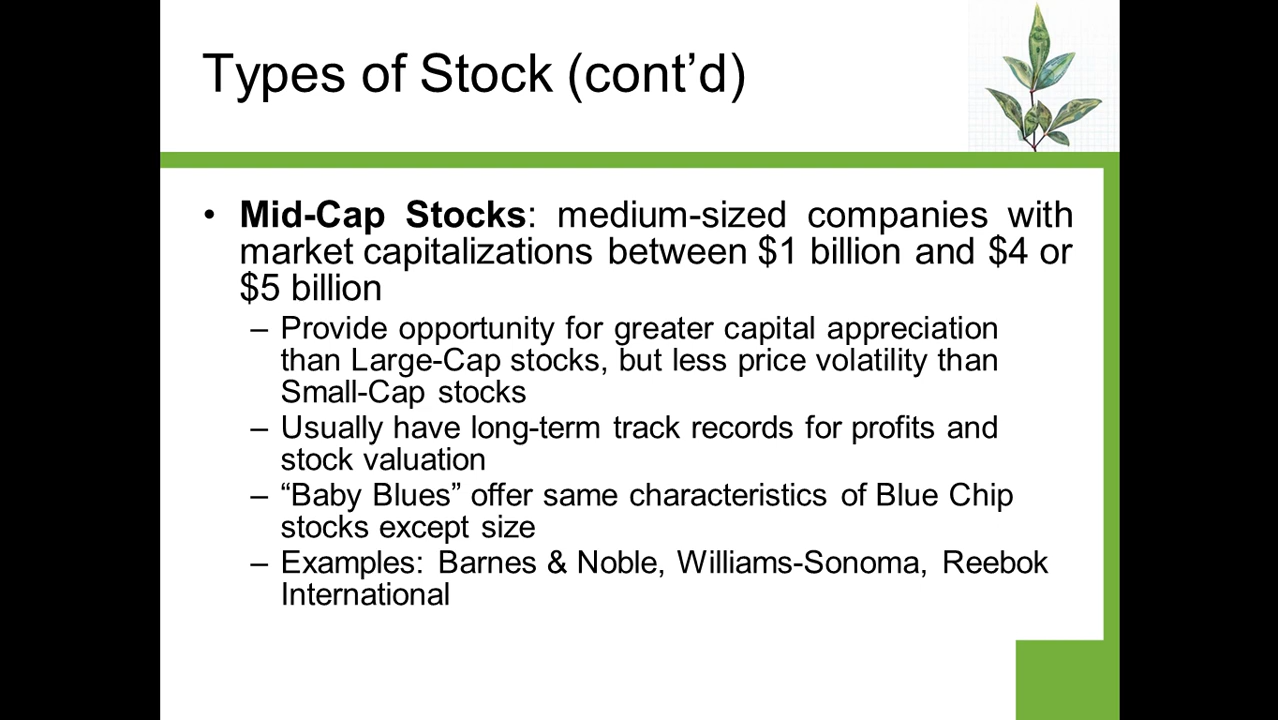 Types of Stock (cont’d)
• Mid-Cap Stocks: medium-sized companies with
market capitalizations between $1 billion and $4 or
$5 billion
– Provide opportunity for greater capital appreciation
than Large-Cap stocks, but less price volatility than
Small-Cap stocks
– Usually have long-term track records for profits and
stock valuation
– “Baby Blues” offer same characteristics of Blue Chip
stocks except size
– Examples: Barnes & Noble, Williams-Sonoma, Reebok
International